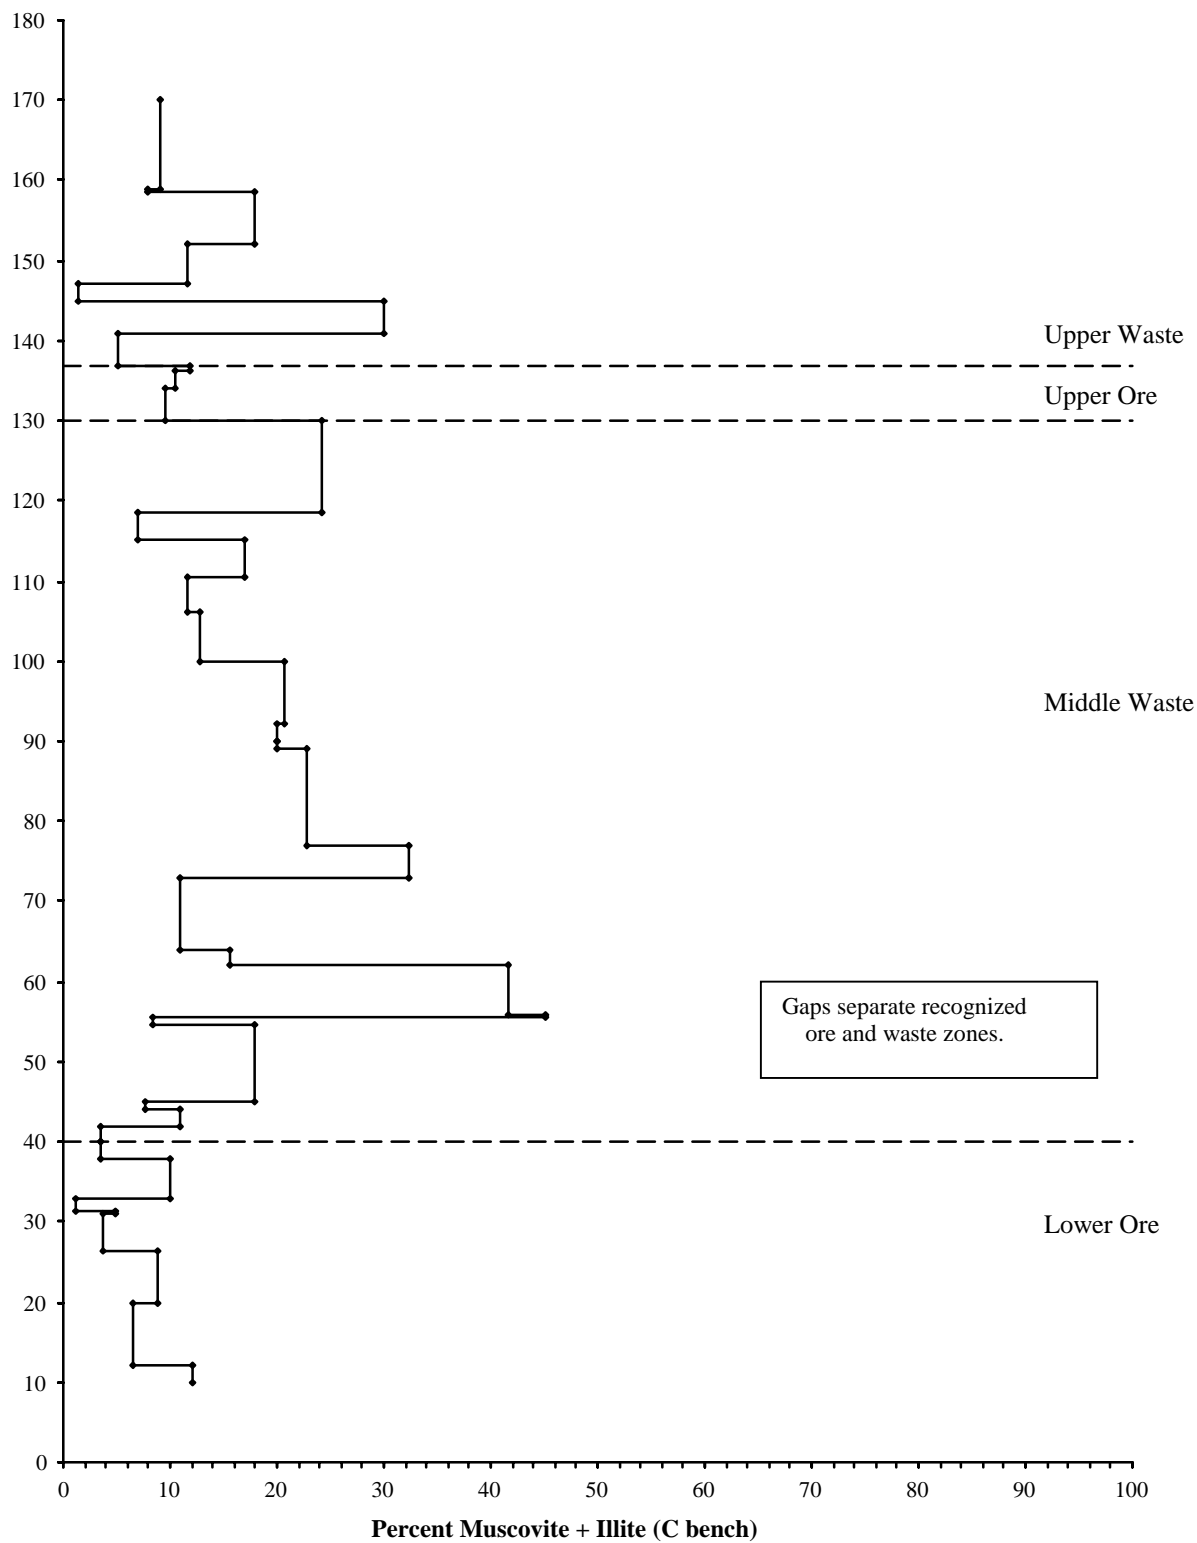 180
170
160
150
140
Upper Waste
130
Upper Ore
120
110
100
Middle Waste
90
80
70
60
Gaps separate recognized
ore and waste zones.
50
40
30
Lower Ore
20
10
0
0 10 20 30 40 50 60 70 80 90 100
Percent Muscovite + Illite (C bench)